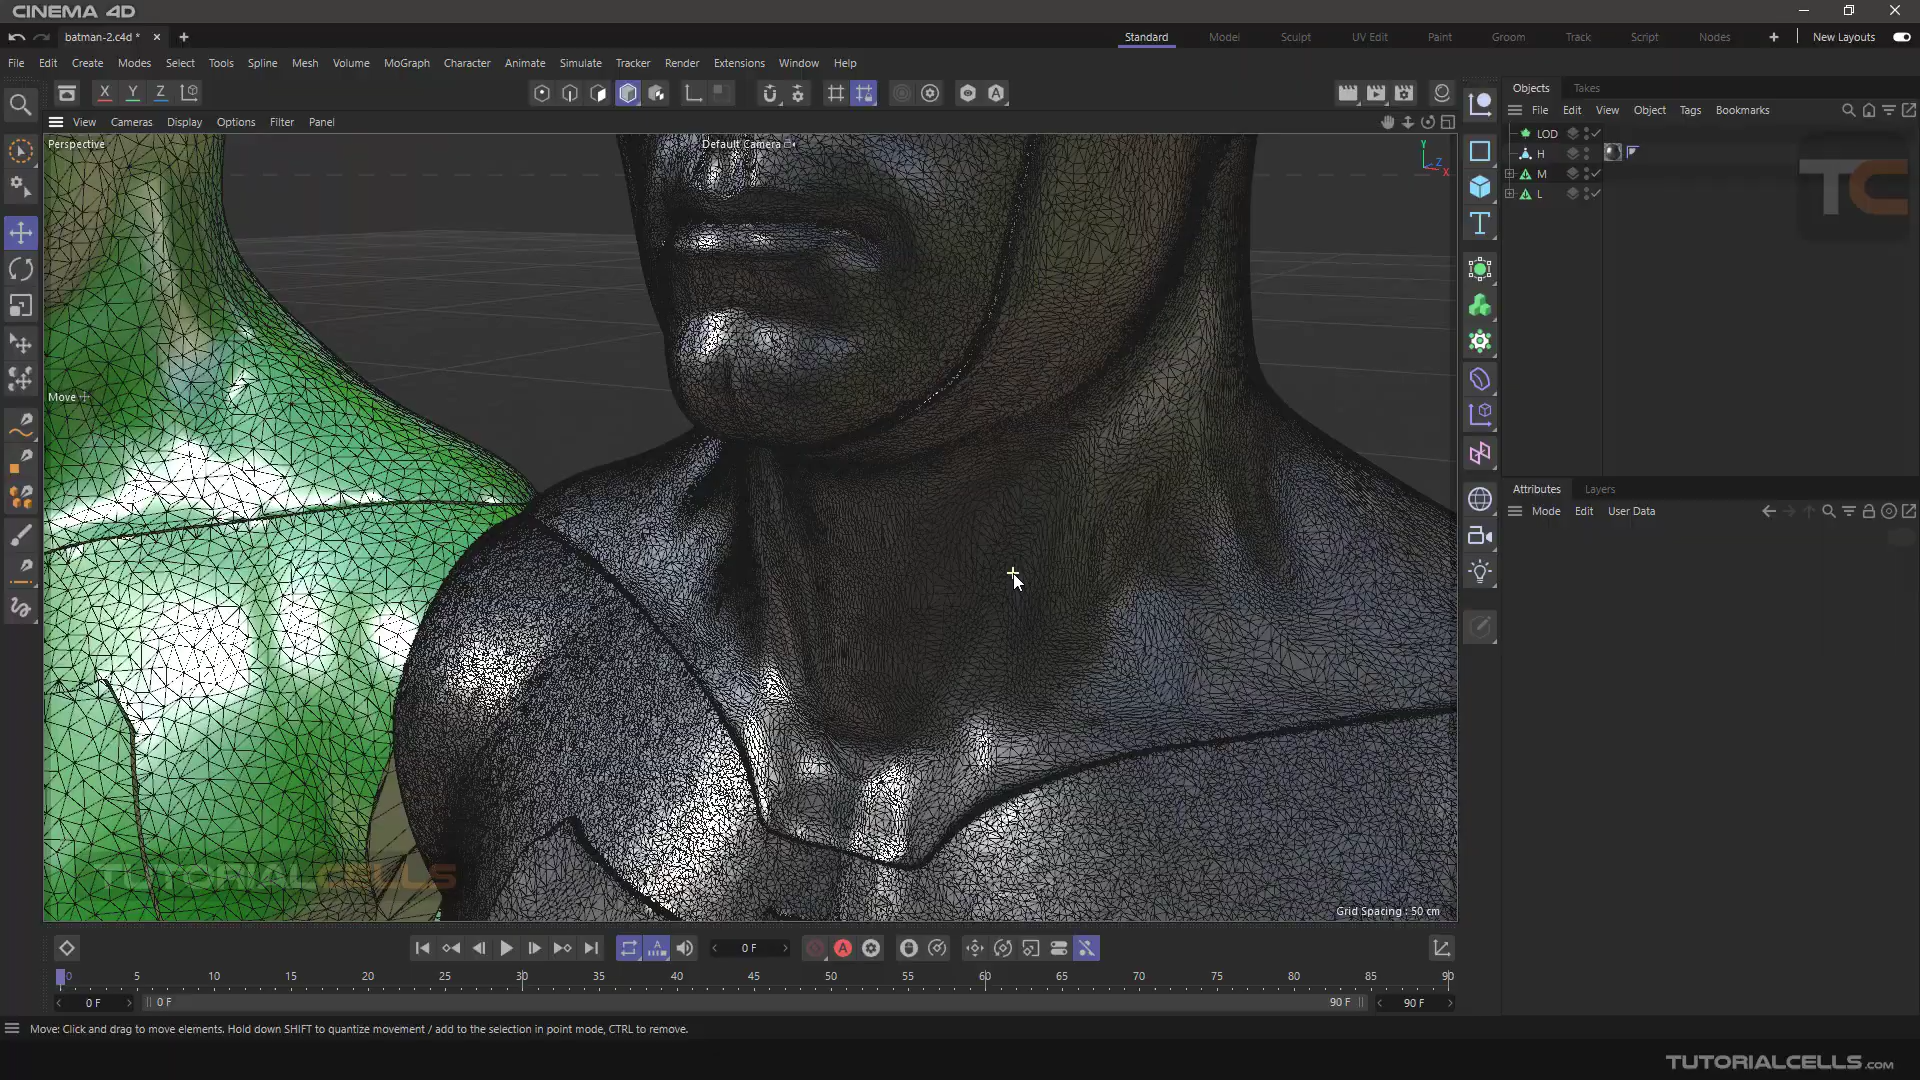 CINEMA 4D
batman-2.c4d *
Standard Model Sculpt UV Edit Paint Groom Track Script Nodes New Layouts
File Edit Create Modes Select Tools Spline Mesh Volume MoGraph Character Animate Simulate Tracker Render Extensions Window Help
X Y Z
Objects Takes
File Edit View Object Tags Bookmarks
View Cameras Display Options Filter Panel
Perspective
Default Camera
Y
Z
X
LOD
H
M
L
TC
Move
Attributes Layers
Mode Edit User Data
TUTORIALCELLS
Grid Spacing : 50 cm
0 F
0 5 10 15 20 25 30 35 40 45 50 55 60 65 70 75 80 85 90
0 F 0 F 90 F 90 F
Move: Click and drag to move elements. Hold down SHIFT to quantize movement / add to the selection in point mode, CTRL to remove.
TUTORIALCELLS.com